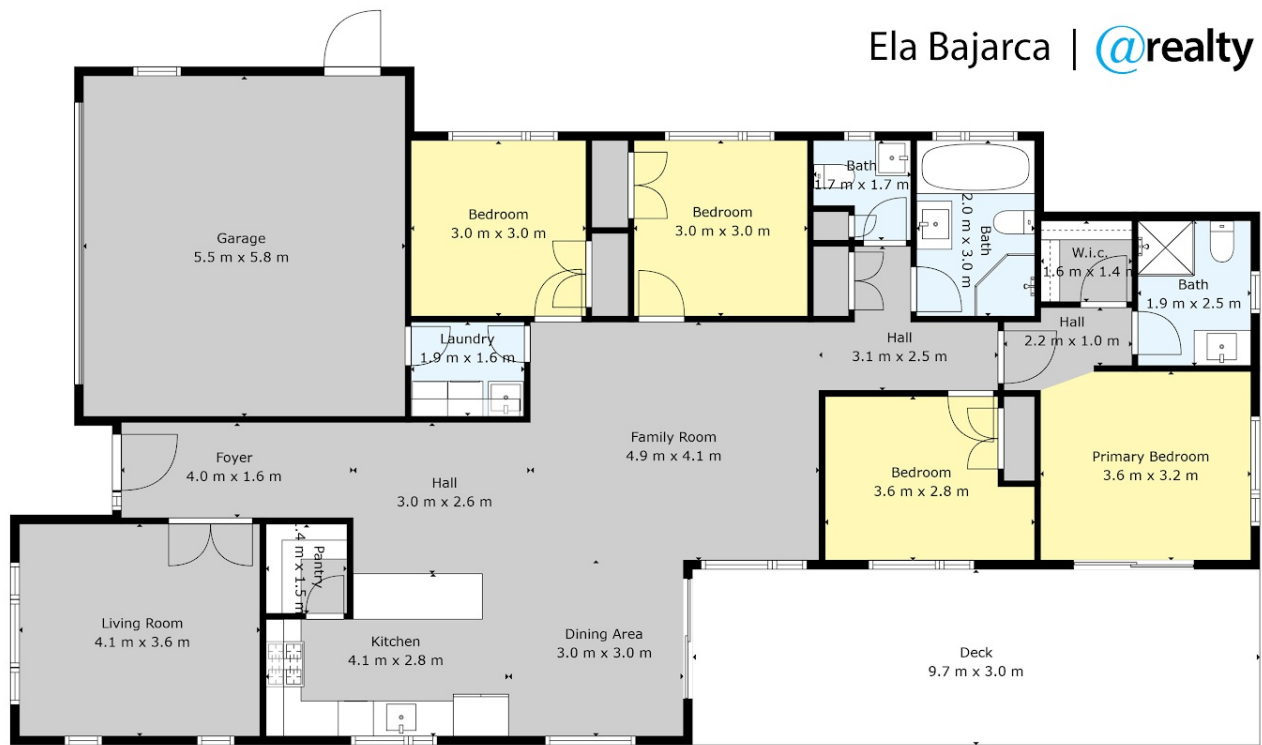 Ela Bajarca | @realty
Garage
5.5 m x 5.8 m
Bedroom
3.0 m x 3.0 m
Bedroom
3.0 m x 3.0 m
Bath
1.7 m x 1.7 m
Bath
2.0 m x 3.0 m
W.i.c.
1.6 m x 1.4 m
Bath
1.9 m x 2.5 m
Laundry
1.9 m x 1.6 m
Hall
3.1 m x 2.5 m
Hall
2.2 m x 1.0 m
Foyer
4.0 m x 1.6 m
Hall
3.0 m x 2.6 m
Family Room
4.9 m x 4.1 m
Bedroom
3.6 m x 2.8 m
Primary Bedroom
3.6 m x 3.2 m
Pantry
.4 m x 1.5 m
Living Room
4.1 m x 3.6 m
Kitchen
4.1 m x 2.8 m
Dining Area
3.0 m x 3.0 m
Deck
9.7 m x 3.0 m